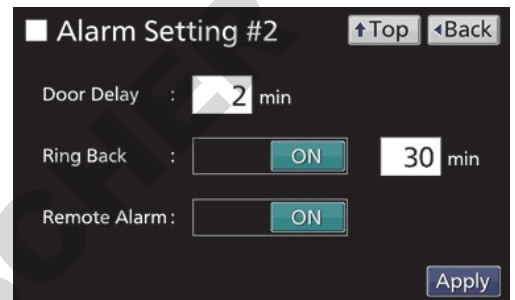 ■ Alarm Setting #2
↑Top ◂Back
Door Delay : 2 min
Ring Back : ON 30 min
Remote Alarm : ON
Apply